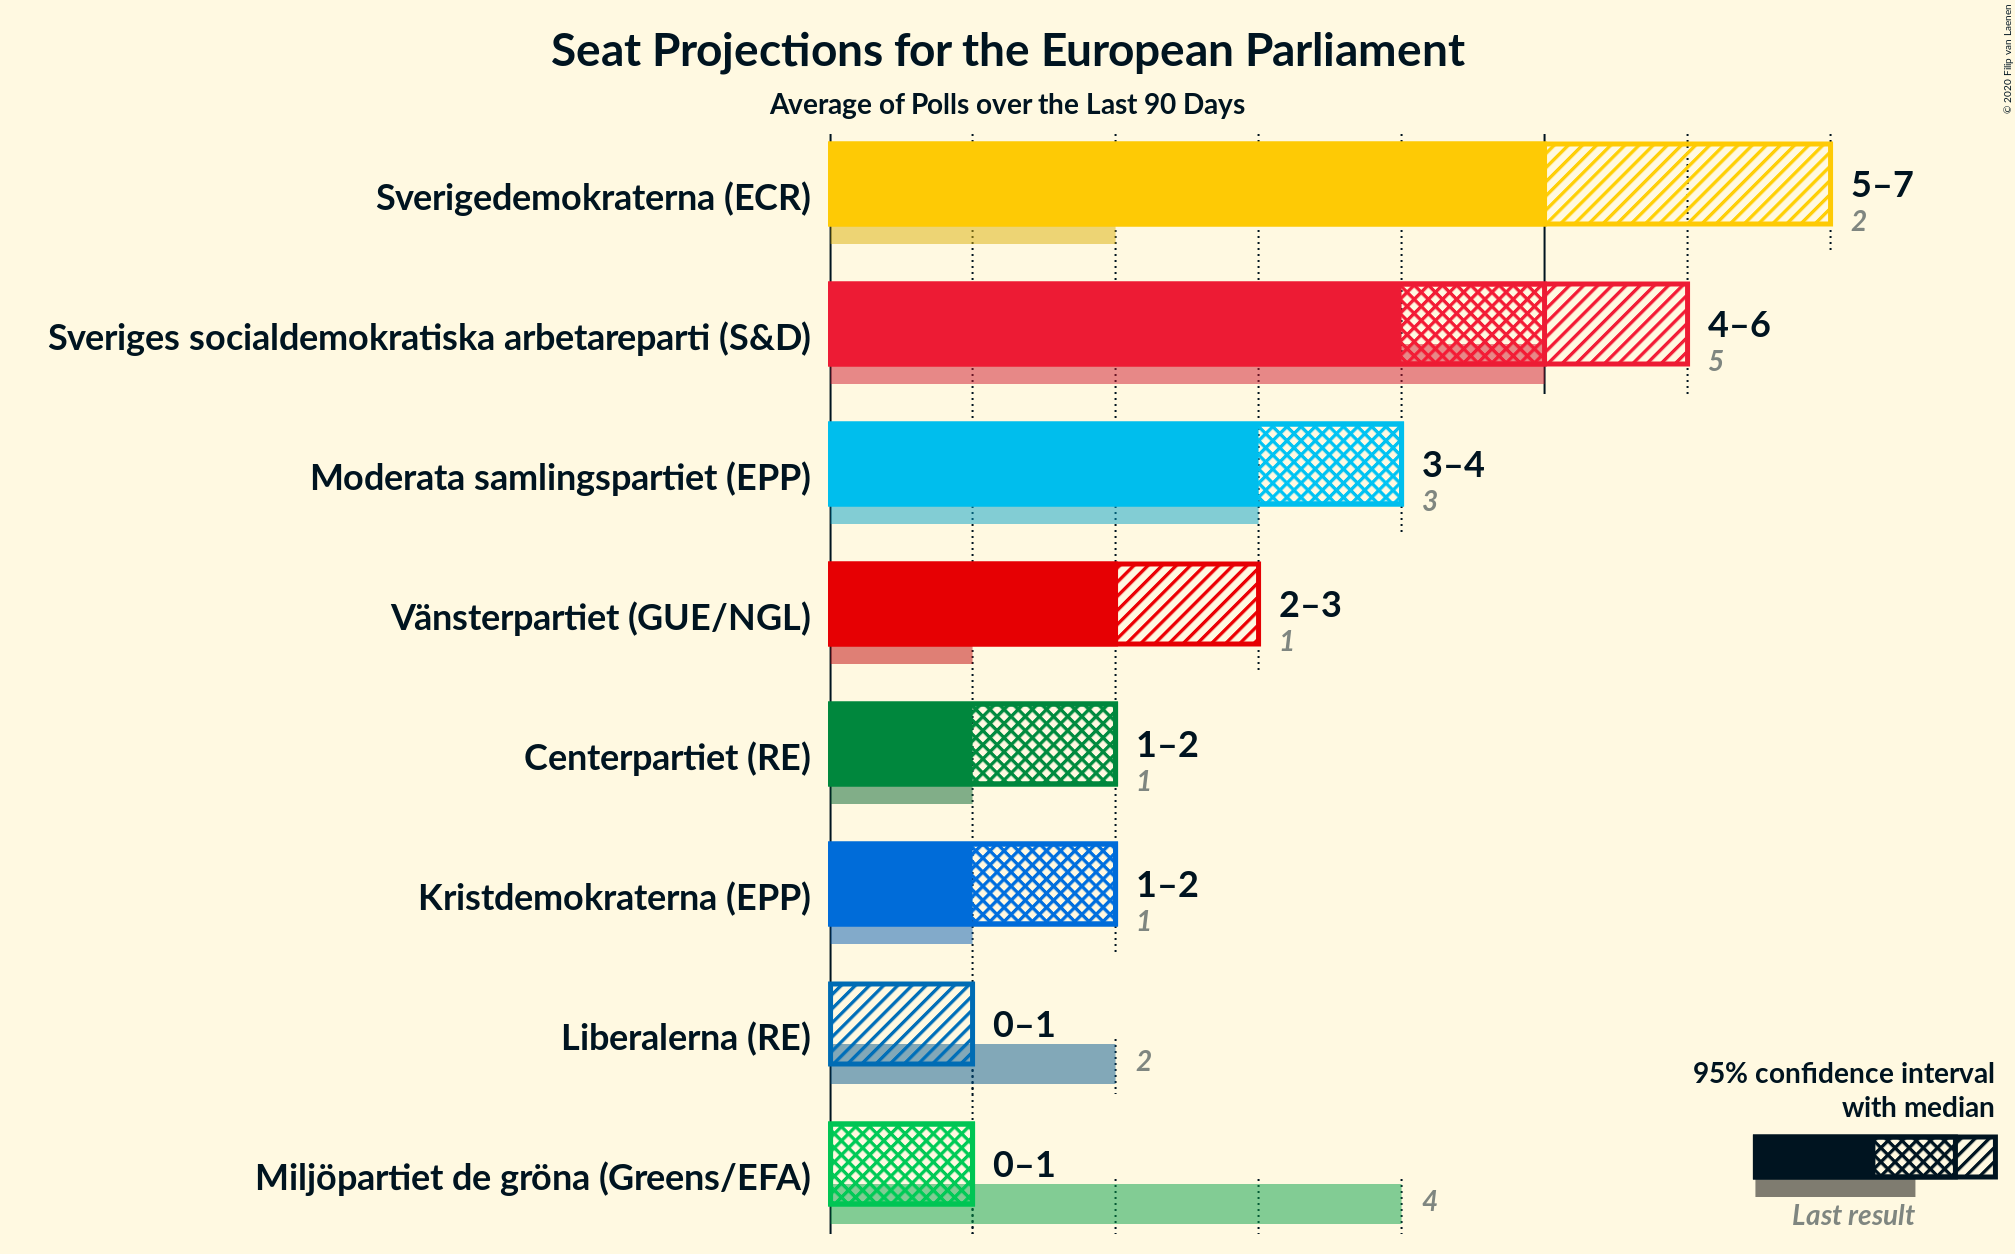 Seat Projections for the European Parliament
Average of Polls over the Last 90 Days
© 2020 Filip van Laenen
Sverigedemokraterna (ECR)
5–7
2
Sveriges socialdemokratiska arbetareparti (S&D)
4–6
5
Moderata samlingspartiet (EPP)
3–4
3
Vänsterpartiet (GUE/NGL)
2–3
1
Centerpartiet (RE)
1–2
1
Kristdemokraterna (EPP)
1–2
1
Liberalerna (RE)
0–1
2
Miljöpartiet de gröna (Greens/EFA)
0–1
4
95% confidence interval
with median
Last result